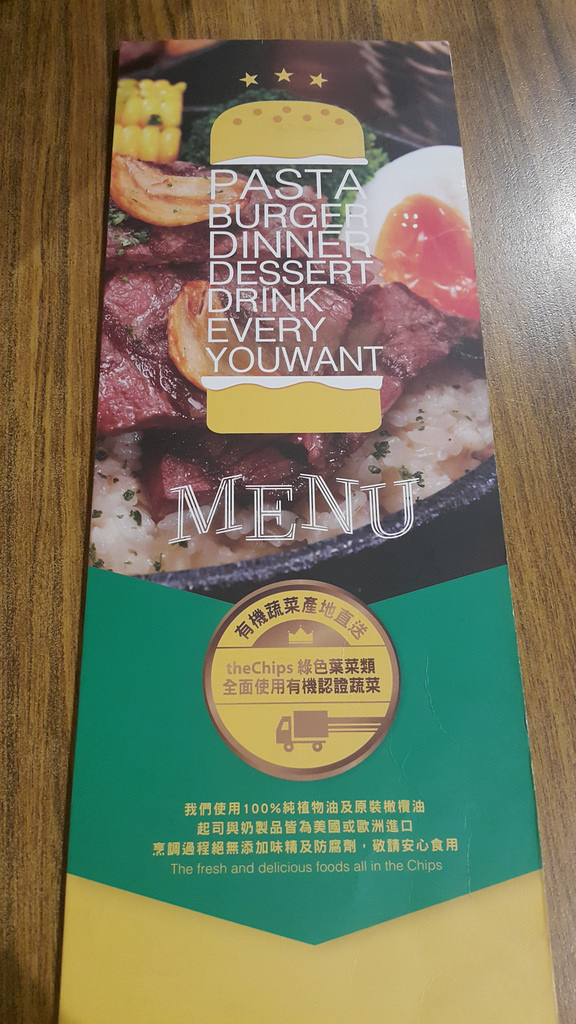 PASTA
BURGER
DINNER
DESSERT
DRINK
EVERY
YOUWANT
MENU
有機蔬菜產地直送
theChips 綠色葉菜類
全面使用有機認證蔬菜
我們使用100%純植物油及原裝橄欖油
起司與奶製品皆為美國或歐洲進口
烹調過程絕無添加味精及防腐劑，敬請安心食用
The fresh and delicious foods all in the Chips